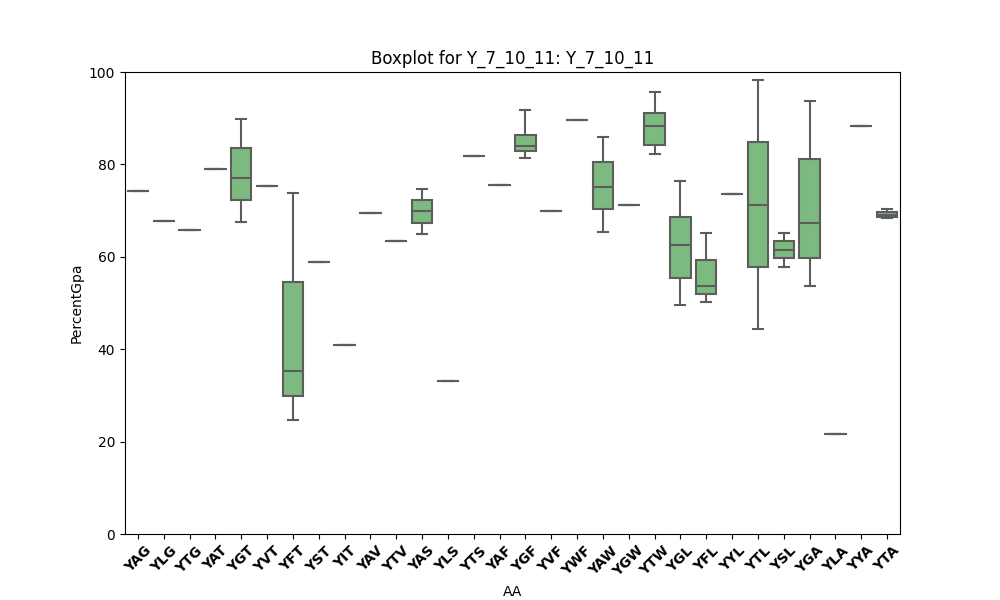 Boxplot for Y_7_10_11: Y_7_10_11
100
80
60
40
20
0
PercentGpa
YAG YLG YTG YAT YGT YVT YFT YST YIT YAV YTV YAS YLS YTS YAF YGF YVF YWF YAW YGW YTW YGL YFL YYL YTL YSL YGA YLA YYA YTA
AA